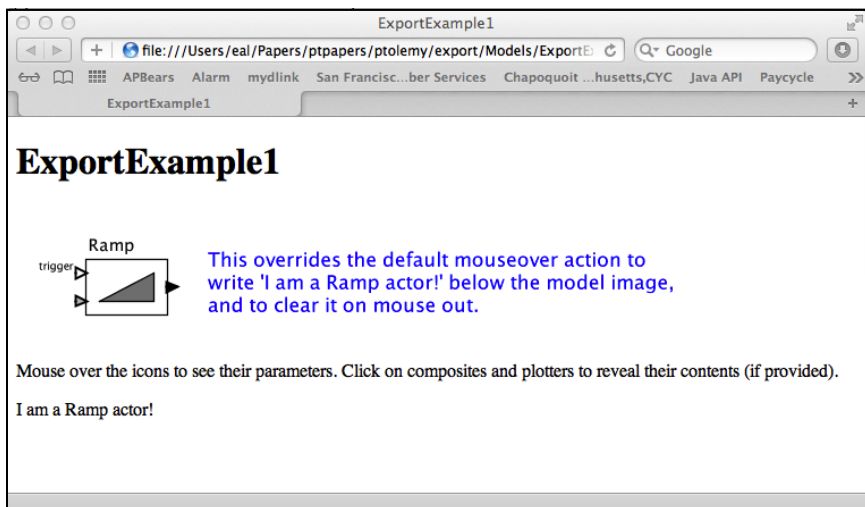 ExportExample1
file:///Users/eal/Papers/ptpapers/ptolemy/export/Models/ExportE
Google
APBears Alarm mydlink San Francisc...ber Services Chapoquoit ...husetts,CYC Java API Paycycle
ExportExample1
ExportExample1
Ramp
trigger
This overrides the default mouseover action to
write 'I am a Ramp actor!' below the model image,
and to clear it on mouse out.
Mouse over the icons to see their parameters. Click on composites and plotters to reveal their contents (if provided).
I am a Ramp actor!